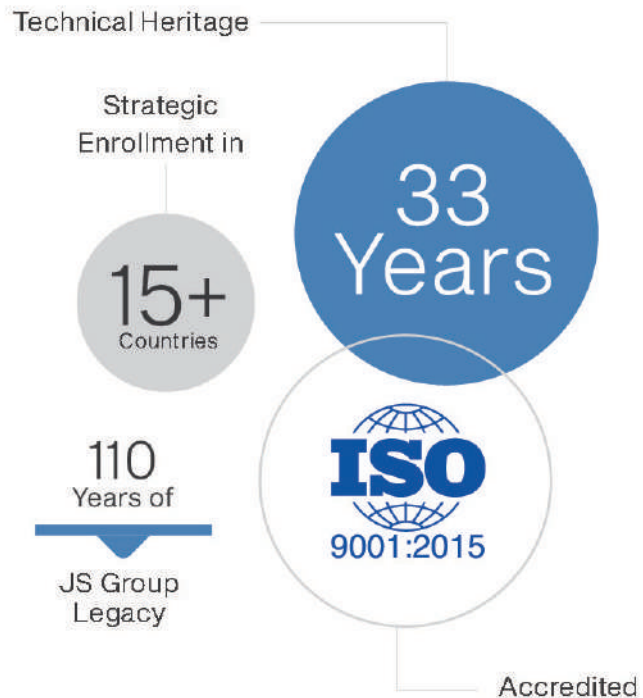 Technical Heritage
33
Years
Strategic
Enrollment in
15+
Countries
110
Years of
JS Group
Legacy
ISO
9001:2015
Accredited